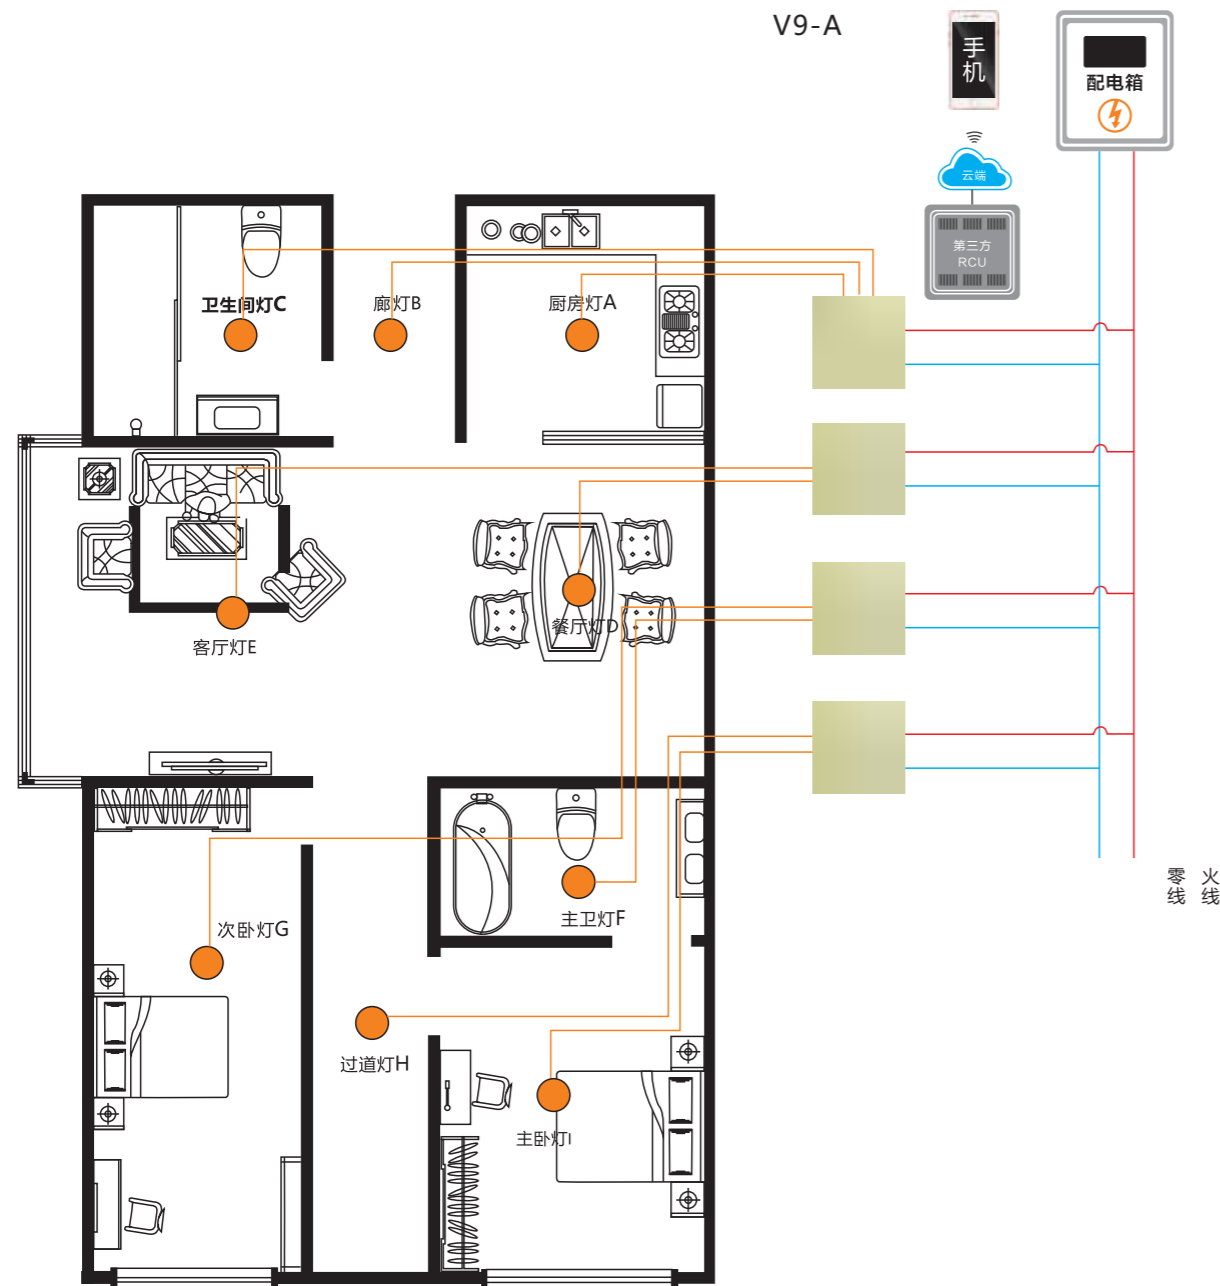 V9-A
手机
配电箱
云端
第三方
RCU
卫生间灯C
廊灯B
厨房灯A
餐厅灯D
客厅灯E
零线
火线
主卫灯F
次卧灯G
过道灯H
主卧灯I